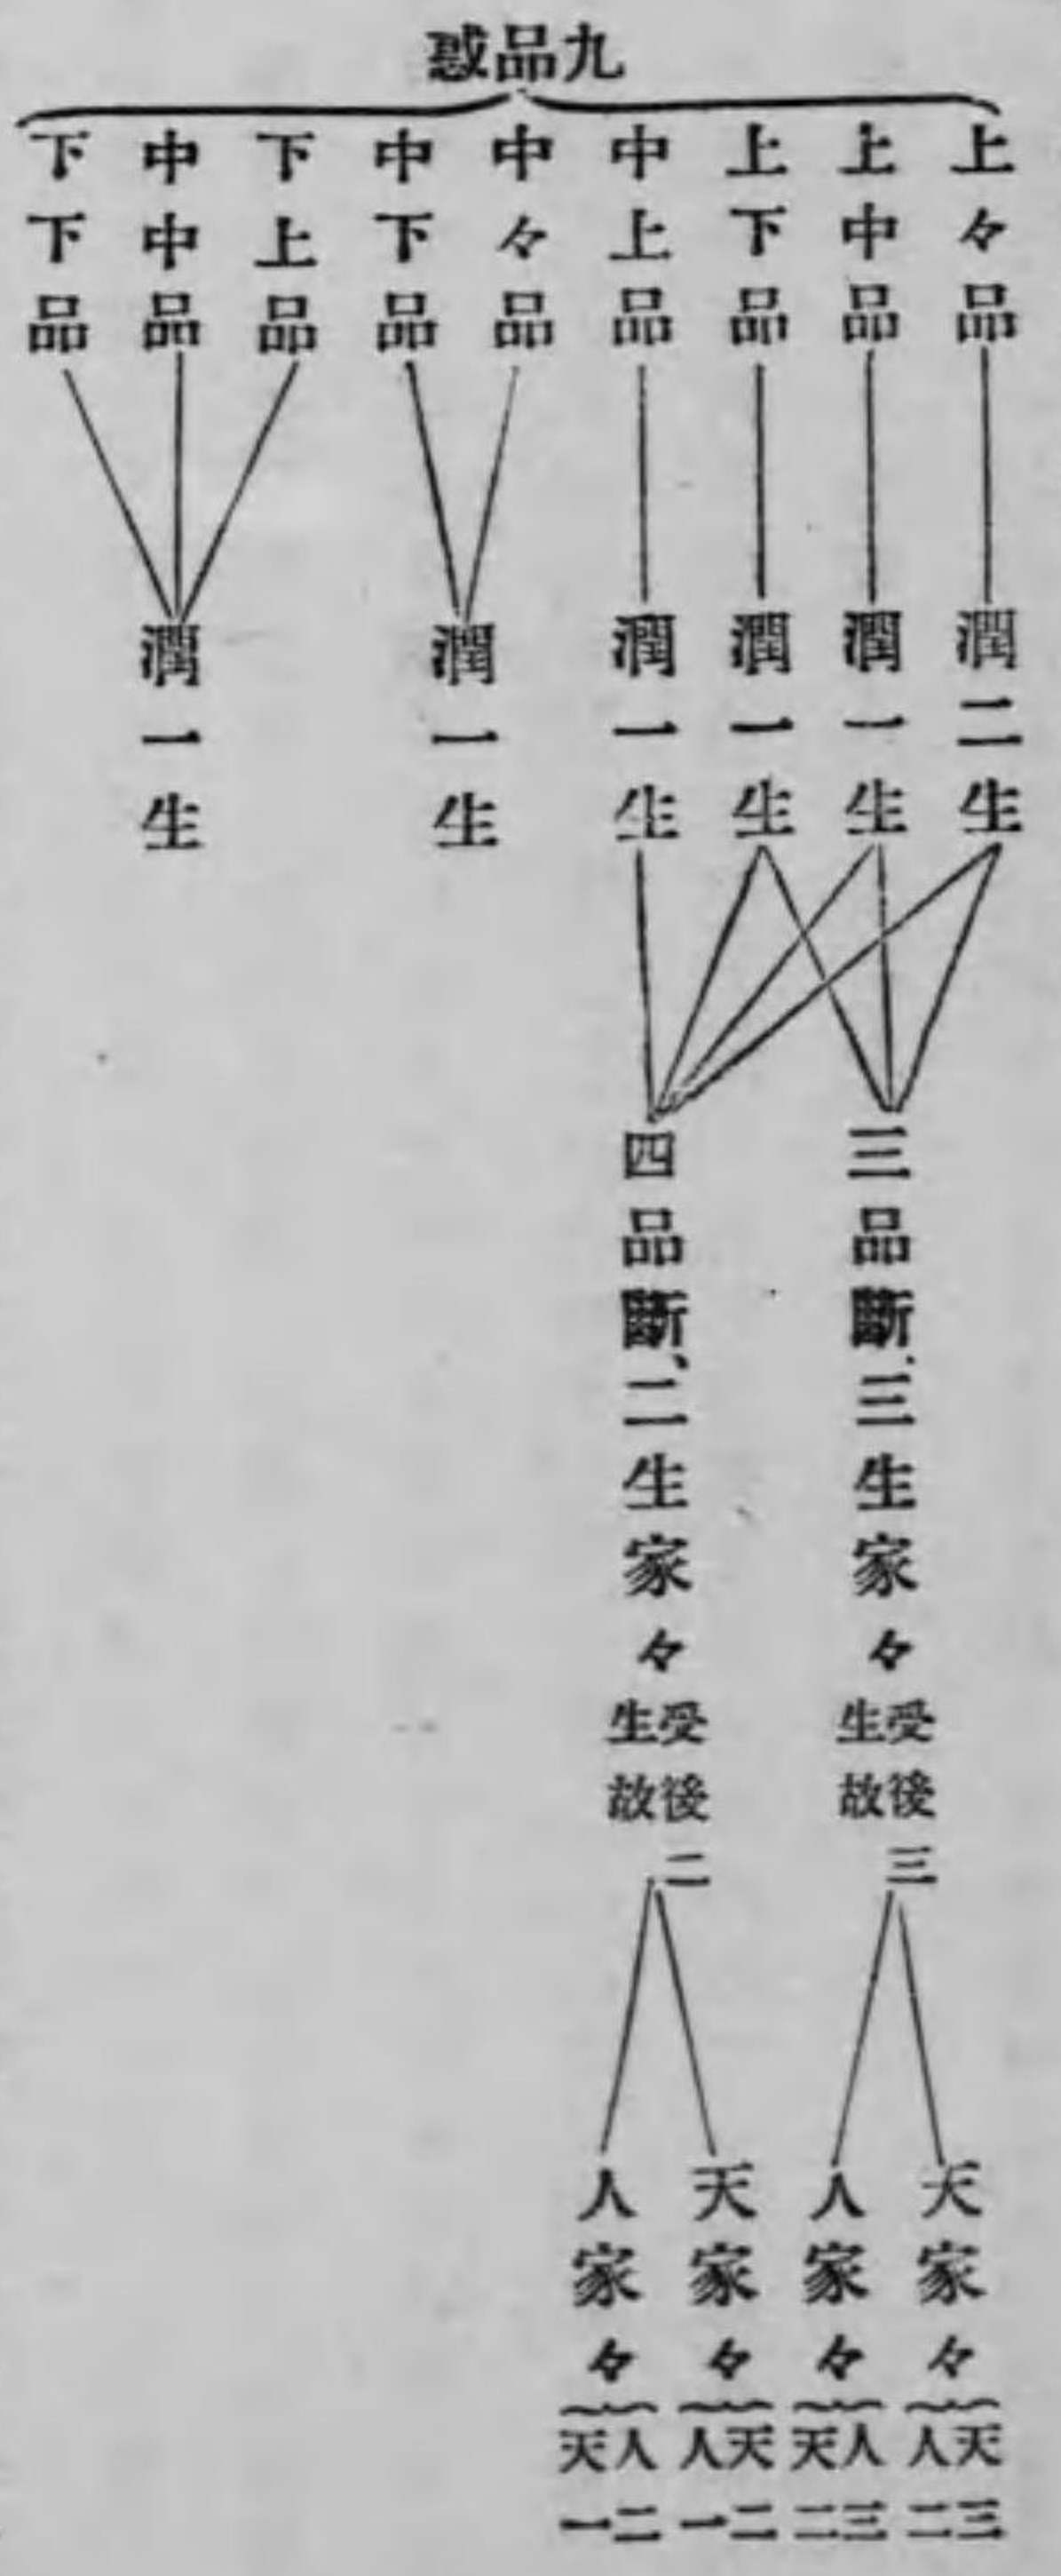 九品惑
上々品
上中品
上下品
中上品
中々品
中下品
下上品
中中品
下下品
潤二生
潤一生
潤一生
潤一生
潤一生
潤一生
三品斷、三生家々
受後三
生故
四品斷、二生家々
受後二
生故
天家々
天三
人二
人家々
人三
天二
天家々
天二
人一
人家々
人二
天一